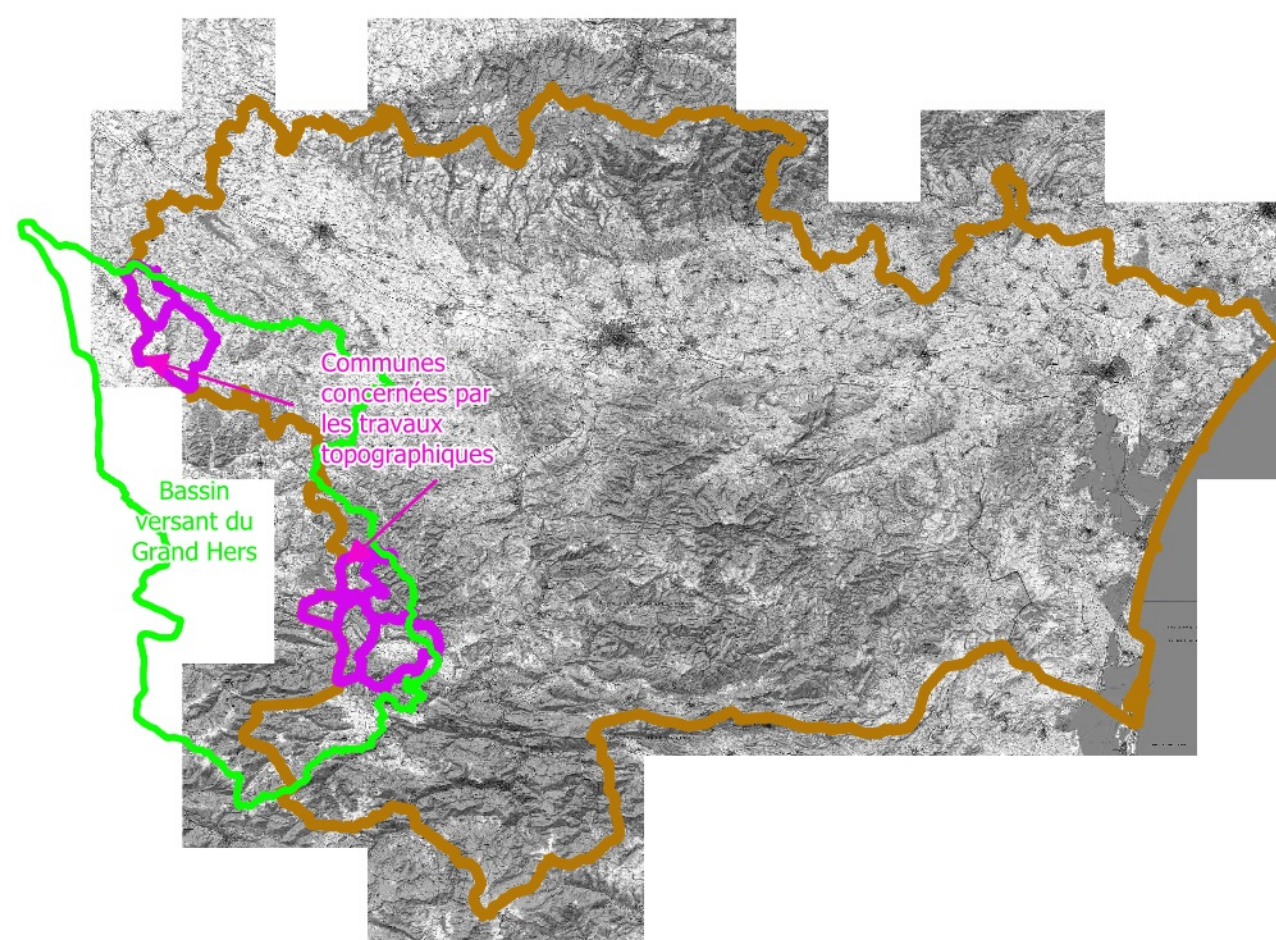 Communes
concernées par
les travaux
topographiques
Bassin
versant du
Grand Hers